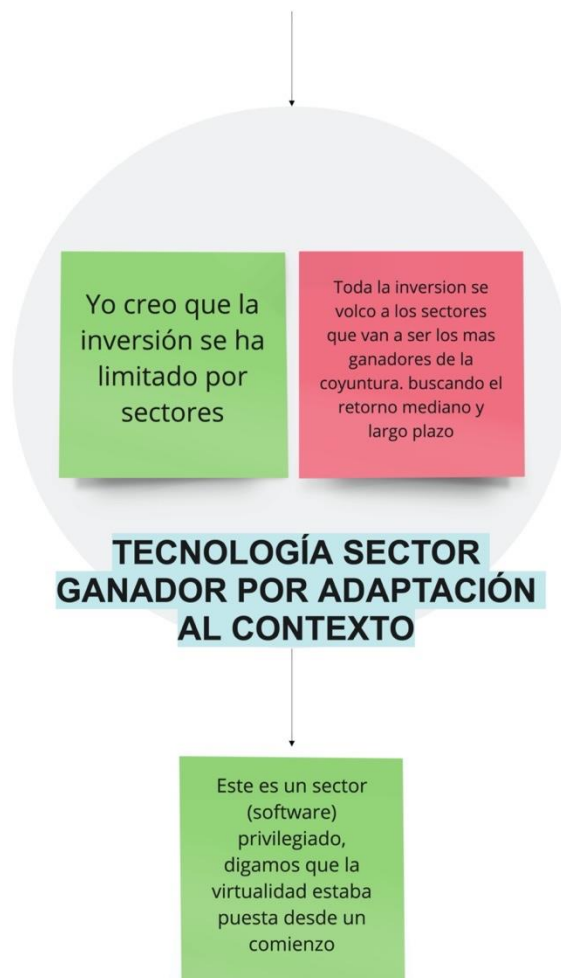 Yo creo que la
inversión se ha
limitado por
sectores
Toda la inversion se
volco a los sectores
que van a ser los mas
ganadores de la
coyuntura. buscando el
retorno mediano y
largo plazo
TECNOLOGÍA SECTOR
GANADOR POR ADAPTACIÓN
AL CONTEXTO
Este es un sector
(software)
privilegiado,
digamos que la
virtualidad estaba
puesta desde un
comienzo